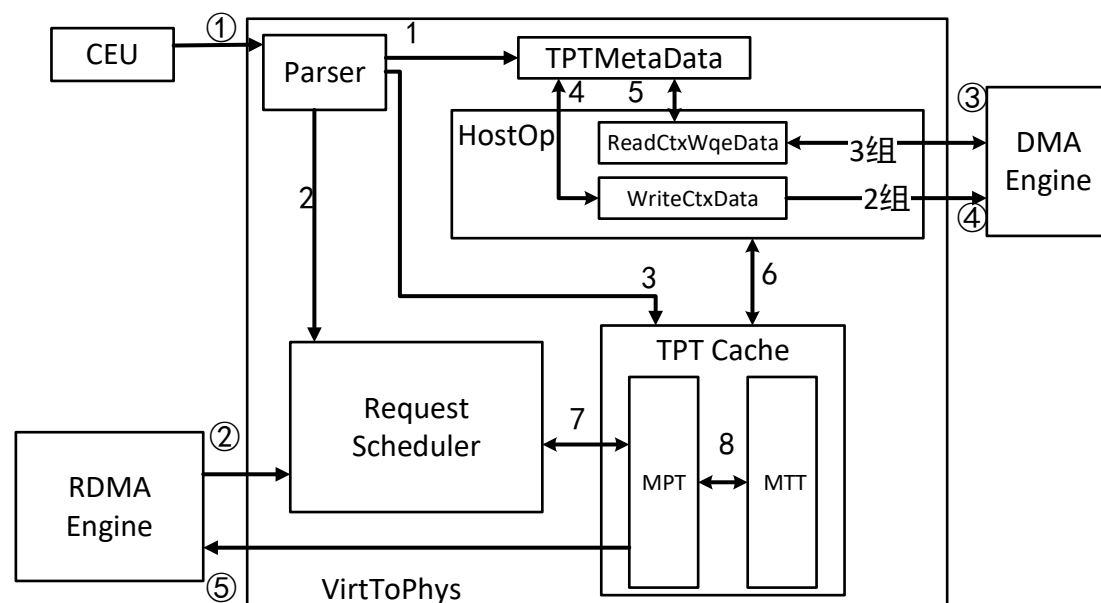 ①
1
CEU
Parser
TPTMetaData
4
5
③
HostOp
ReadCtxWqeData
3组
DMA
Engine
2
WriteCtxData
2组
④
3
6
TPT Cache
Request
Scheduler
②
7
8
RDMA
Engine
MPT
MTT
⑤
VirtToPhys